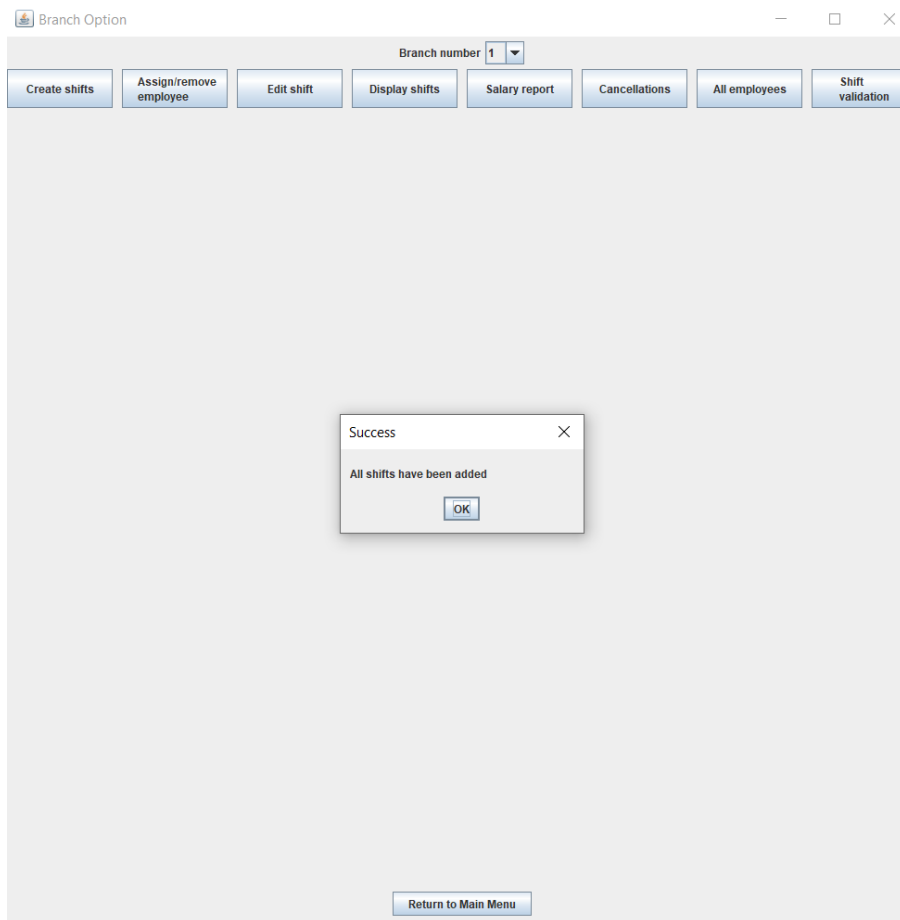 Branch Option
Branch number 1
Create shifts
Assign/remove
employee
Edit shift
Display shifts
Salary report
Cancellations
All employees
Shift
validation
Success
All shifts have been added
OK
Return to Main Menu